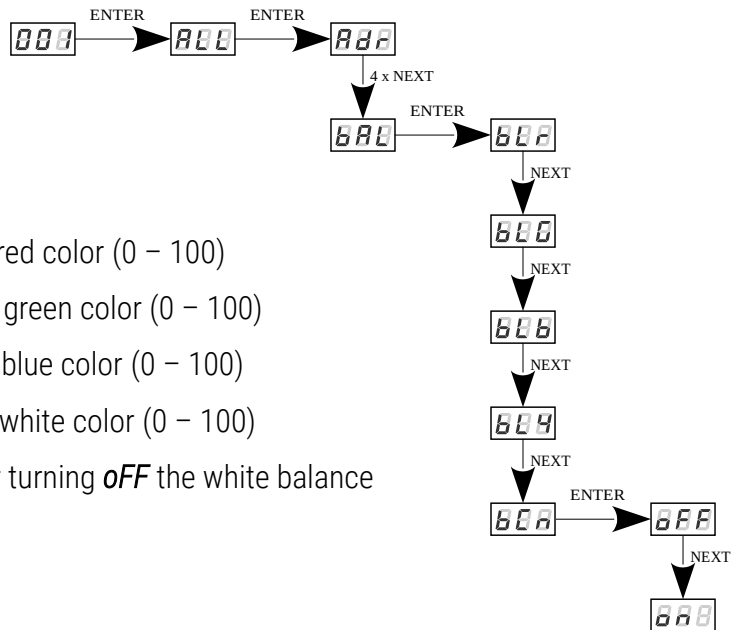 ENTER ENTER
001 ALL Adr
4 x NEXT
ENTER
bAL bLr
NEXT
bLG
red color (0 – 100)
NEXT
green color (0 – 100)
bLb
blue color (0 – 100)
NEXT
white color (0 – 100)
bL4
NEXT
turning oFF the white balance
ENTER
bCn oFF
NEXT
on